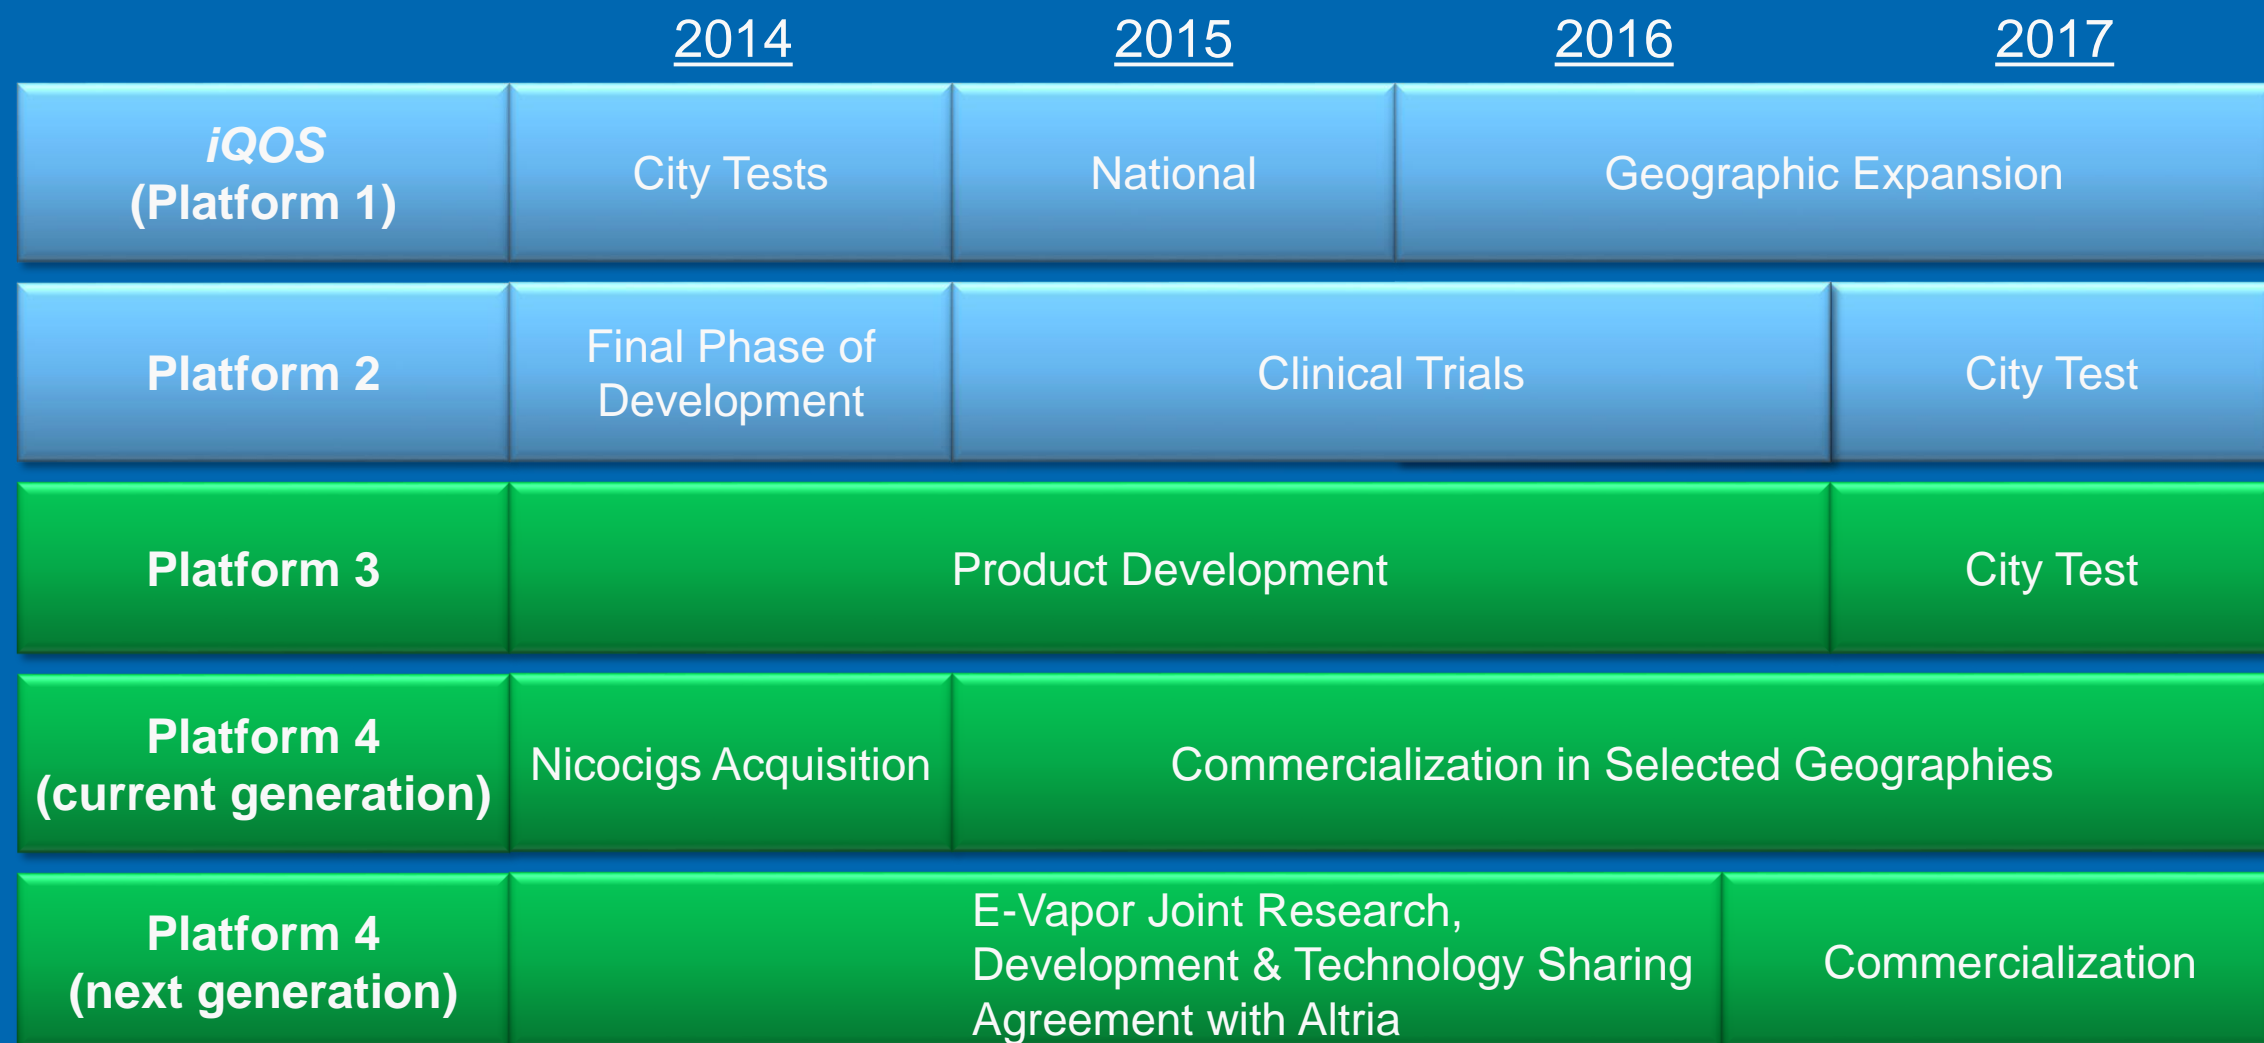 2014 2015 2016 2017
iQOS
(Platform 1)
City Tests
National
Geographic Expansion
Platform 2
Final Phase of
Development
Clinical Trials
City Test
Platform 3
Product Development
City Test
Platform 4
(current generation)
Nicocigs Acquisition
Commercialization in Selected Geographies
Platform 4
(next generation)
E-Vapor Joint Research,
Development & Technology Sharing
Agreement with Altria
Commercialization